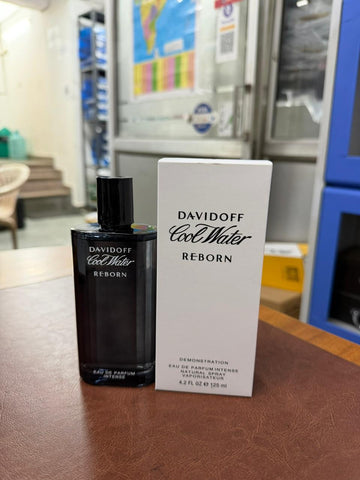 DAVIDOFF
Cool Water
REBORN
EAU DE PARFUM
INTENSE
DAVIDOFF
Cool Water
REBORN
DEMONSTRATION
EAU DE PARFUM INTENSE
NATURAL SPRAY
VAPORISATEUR
4.2 FL OZ ℮ 125 ml